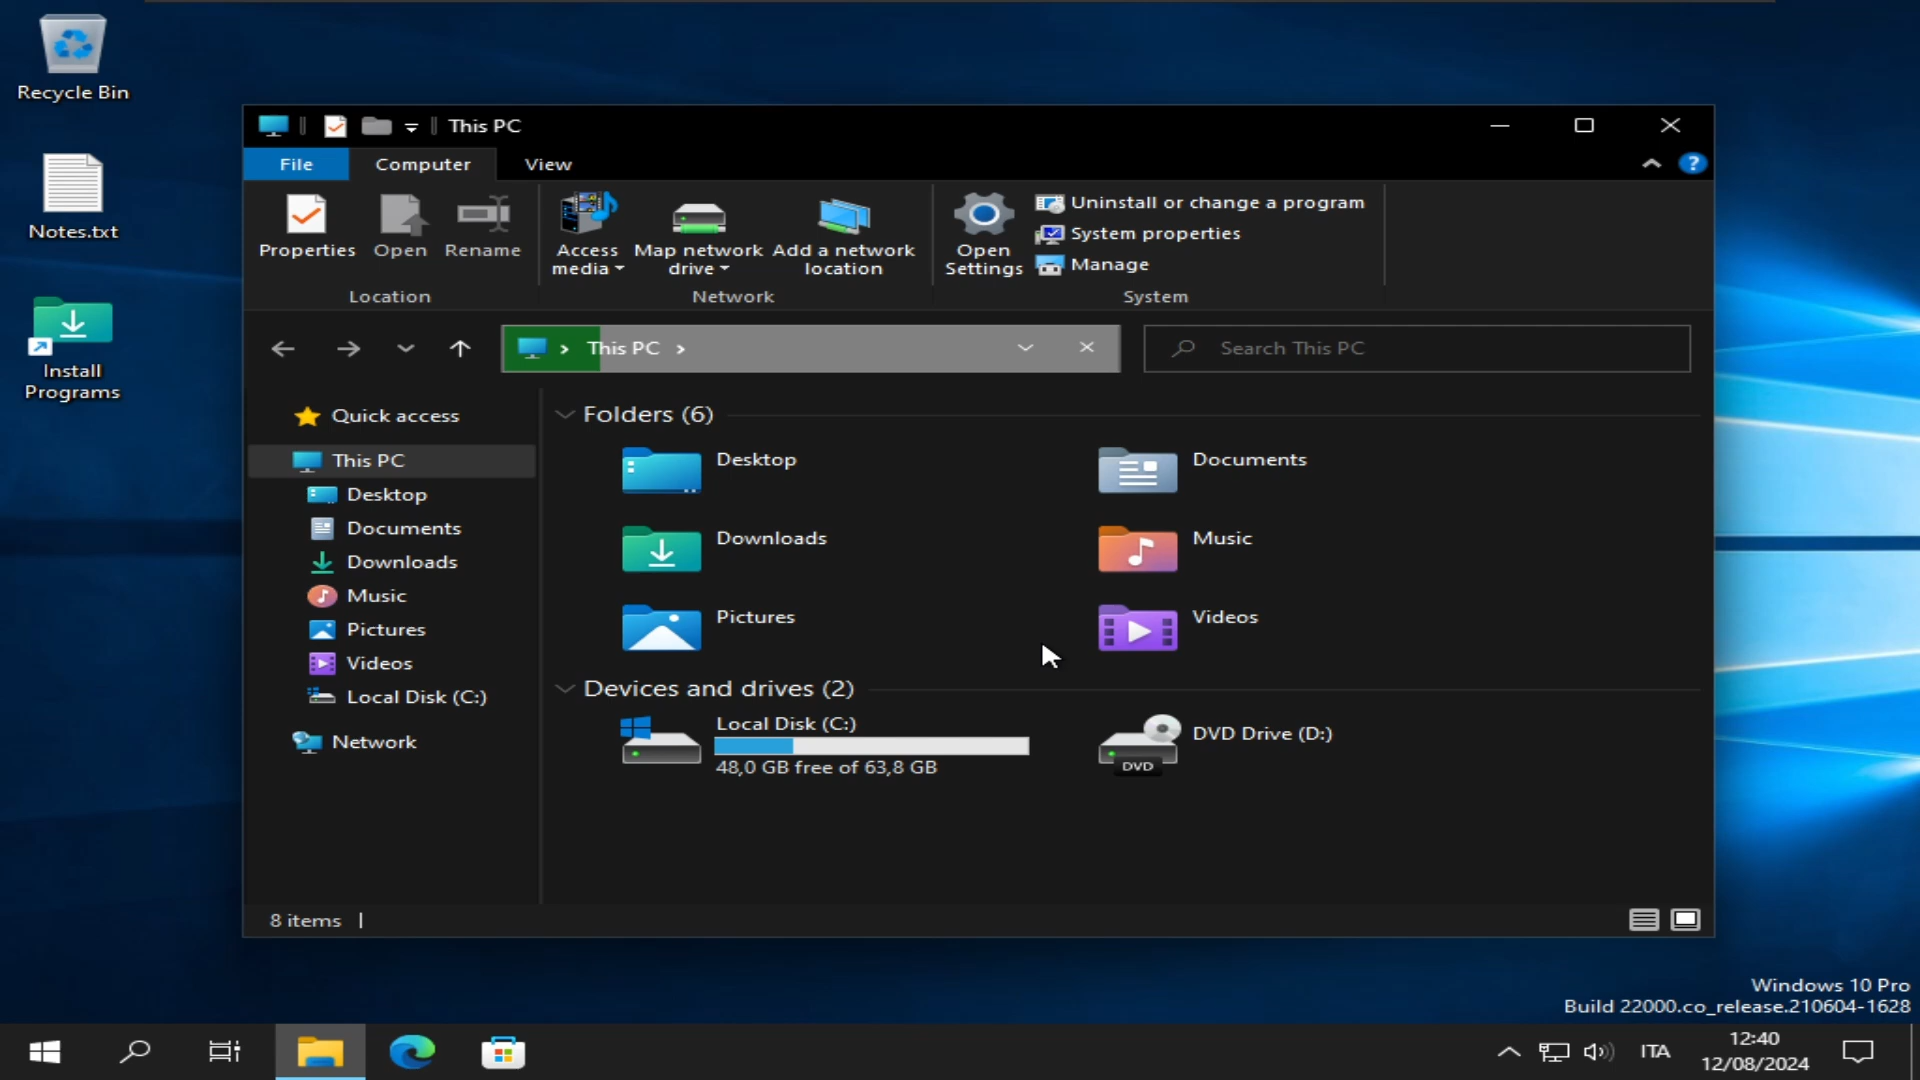 Recycle Bin
Notes.txt
Install
Programs
This PC
File
Computer
View
?
Properties
Open
Rename
Access
media
Map network
drive
Add a network
location
Open
Settings
Uninstall or change a program
System properties
Manage
Location
Network
System
This PC
Search This PC
Quick access
This PC
Desktop
Documents
Downloads
Music
Pictures
Videos
Local Disk (C:)
Network
Folders (6)
Desktop
Documents
Downloads
Music
Pictures
Videos
Devices and drives (2)
Local Disk (C:)
48,0 GB free of 63,8 GB
DVD Drive (D:)
DVD
8 items
Windows 10 Pro
Build 22000.co_release.210604-1628
ITA
12:40
12/08/2024